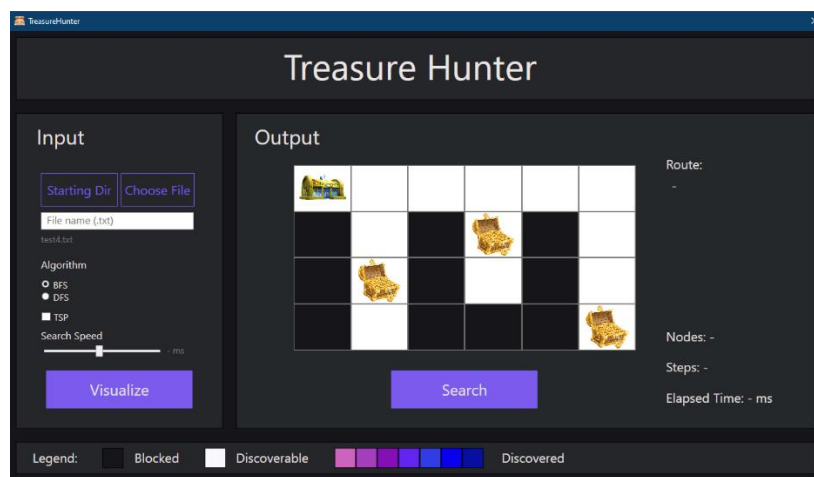 TreasureHunter
Treasure Hunter
Input
Starting Dir Choose File
File name (.txt)
test4.txt
Algorithm
BFS
DFS
TSP
Search Speed
- ms
Visualize
Output
Search
Route:
-
Nodes: -
Steps: -
Elapsed Time: - ms
Legend: Blocked Discoverable Discovered